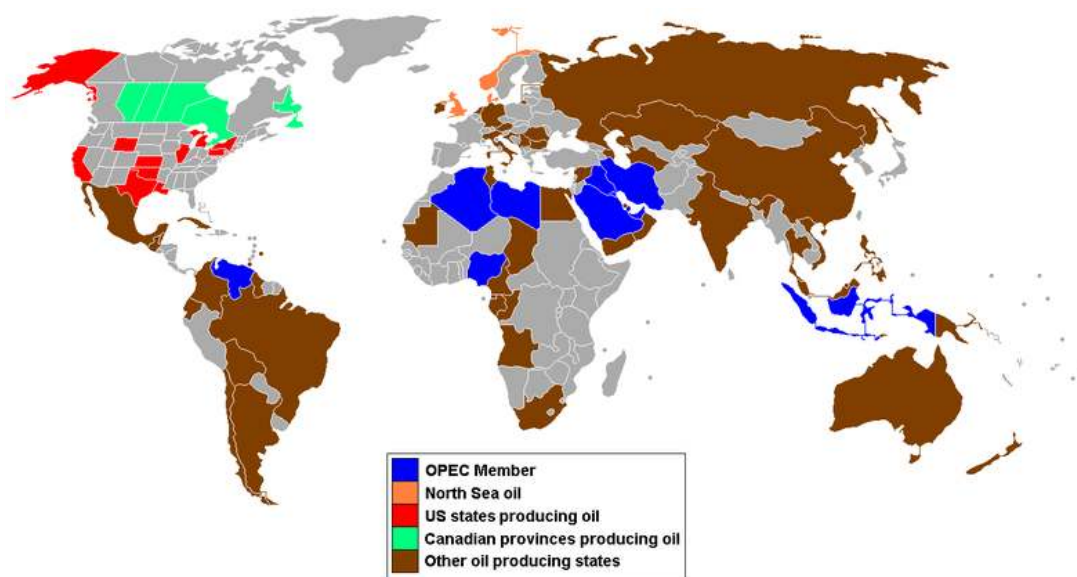 OPEC Member
North Sea oil
US states producing oil
Canadian provinces producing oil
Other oil producing states